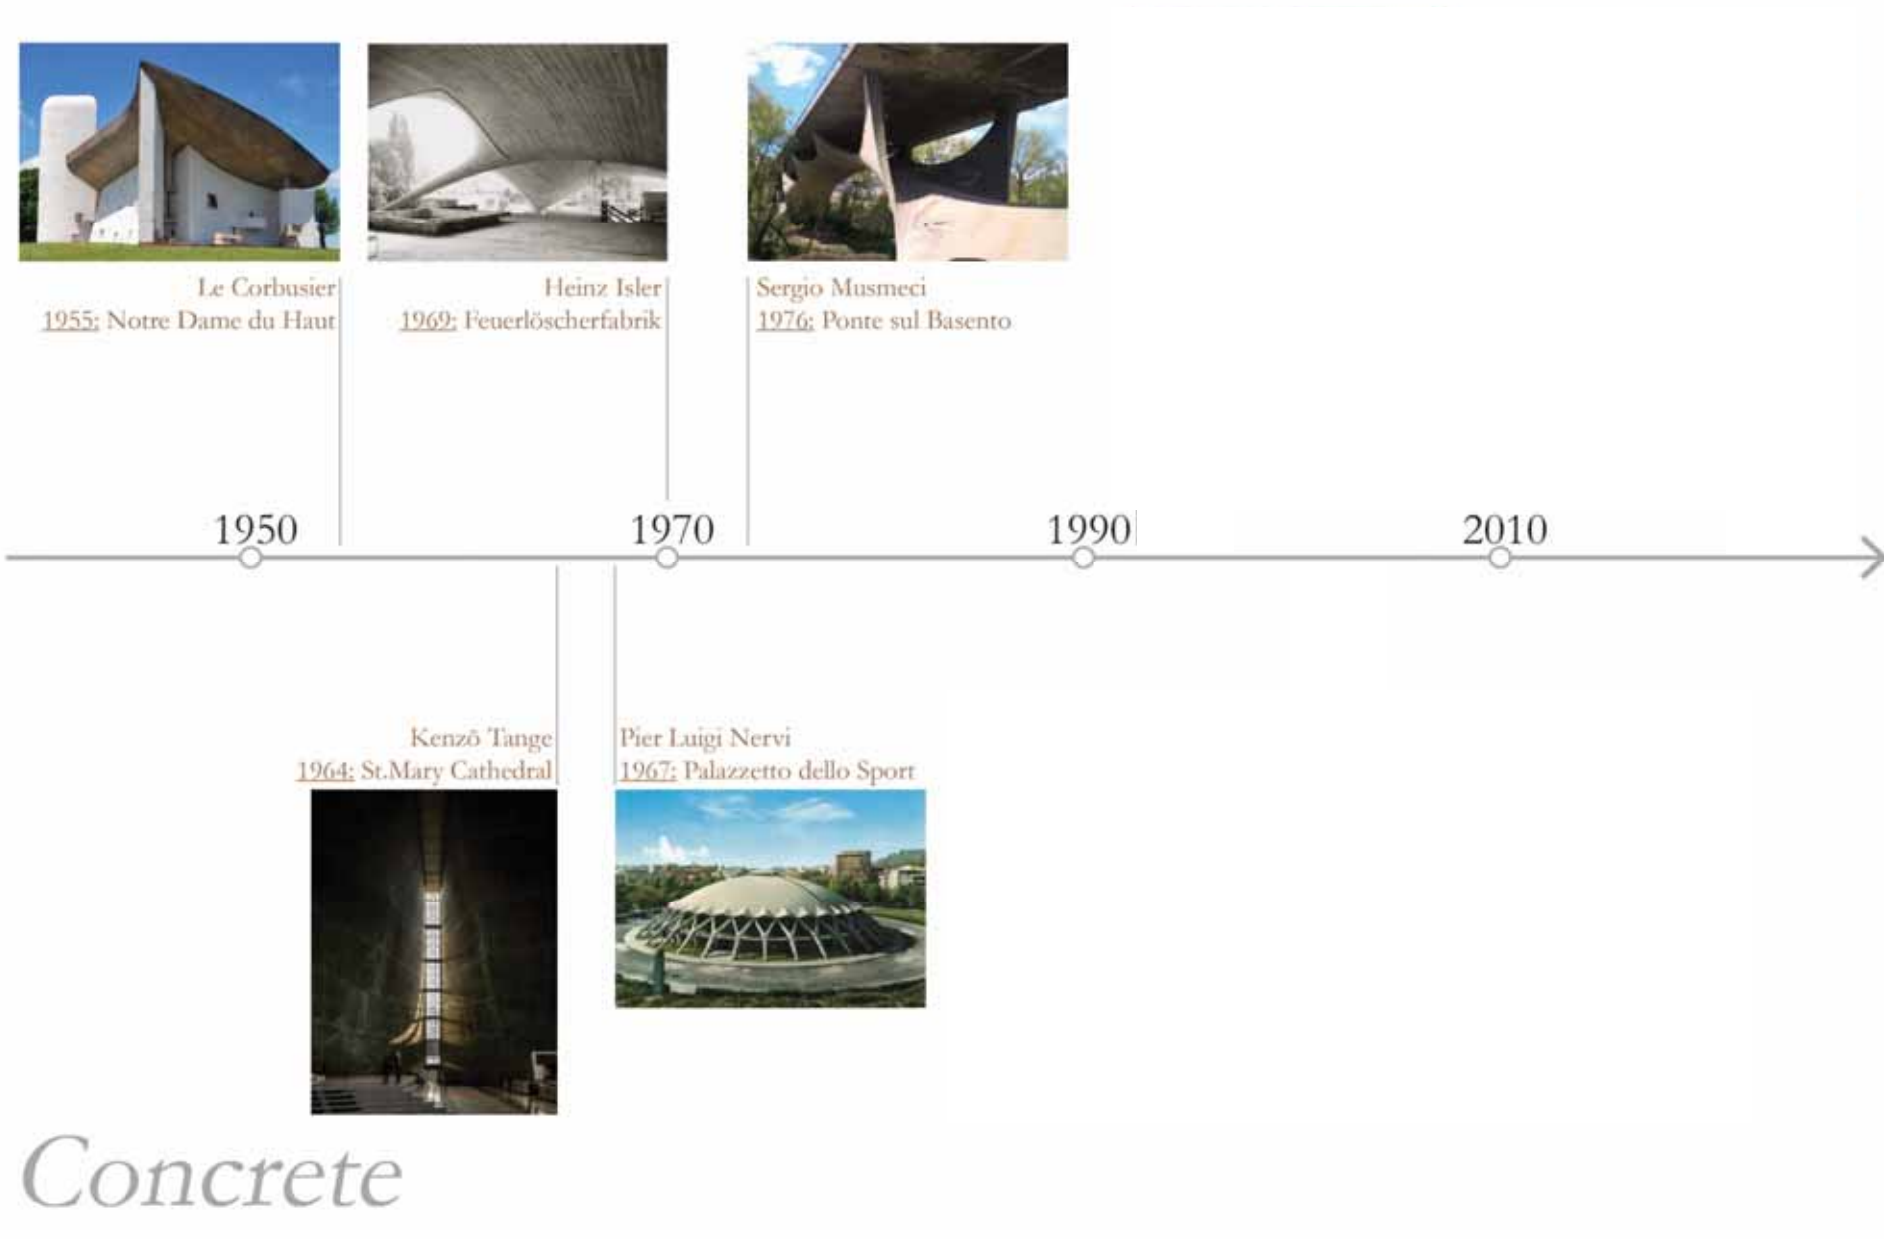 Le Corbusier
1955: Notre Dame du Haut
Heinz Isler
1969: Feuerlöscherfabrik
Sergio Musmeci
1976: Ponte sul Basento
1950
1970
1990
2010
Kenzō Tange
1964: St.Mary Cathedral
Pier Luigi Nervi
1967: Palazzetto dello Sport
Concrete